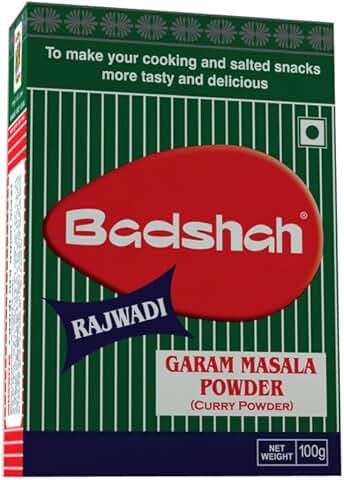 To make your cooking and salted snacks
more tasty and delicious
Badshah®
RAJWADI
GARAM MASALA
POWDER
(CURRY POWDER)
NET
WEIGHT
100g